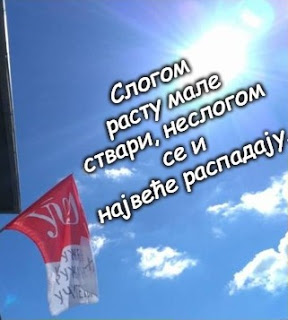 Слогом
расту мале
ствари, неслогом
се и
највеће распадају.